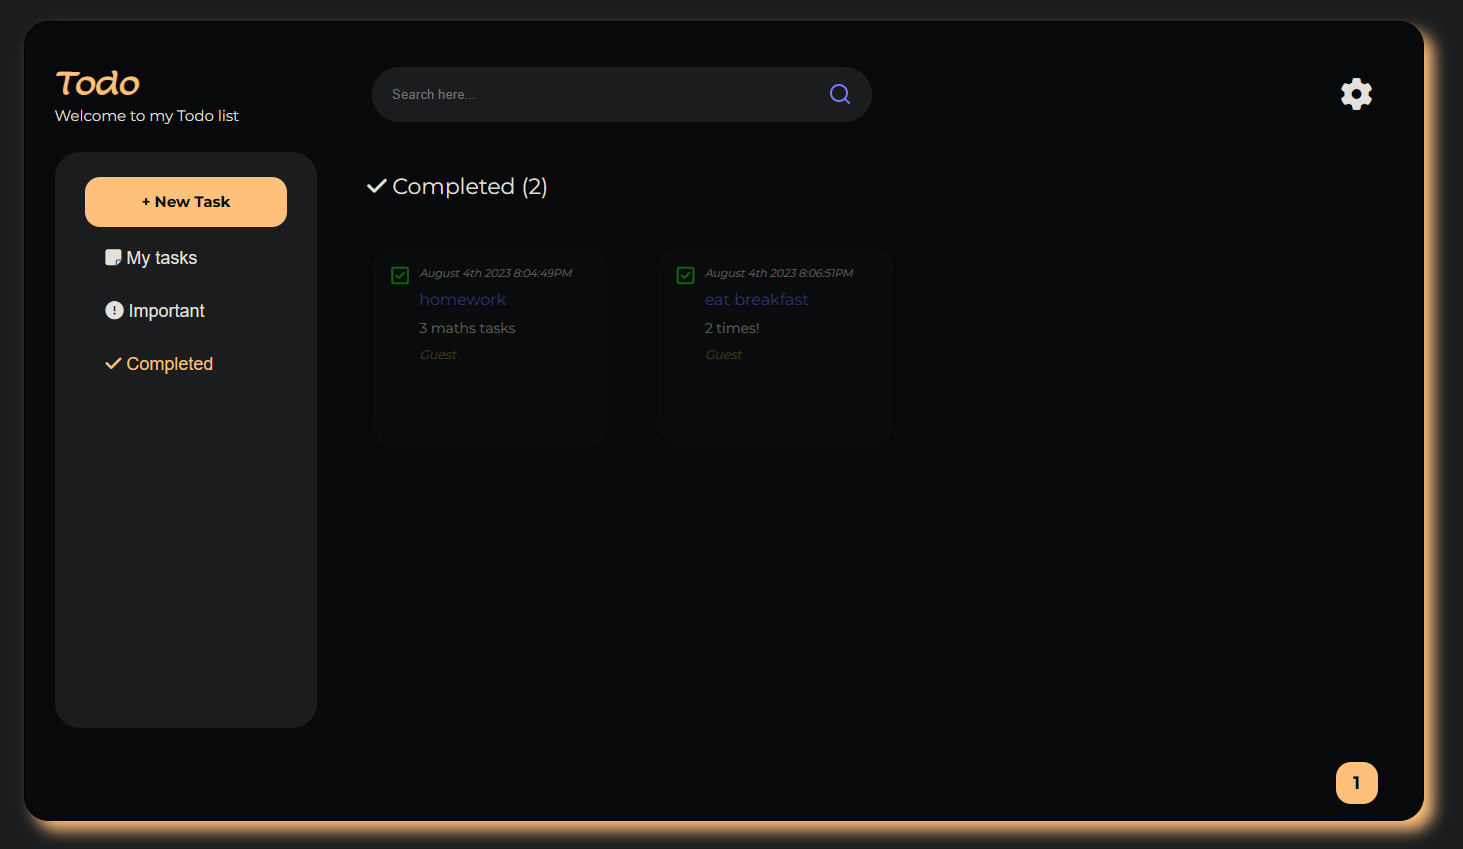 Todo
Welcome to my Todo list
Search here...
+ New Task
My tasks
Important
Completed
Completed (2)
August 4th 2023 8:04:49PM
homework
3 maths tasks
Guest
August 4th 2023 8:06:51PM
eat breakfast
2 times!
Guest
1